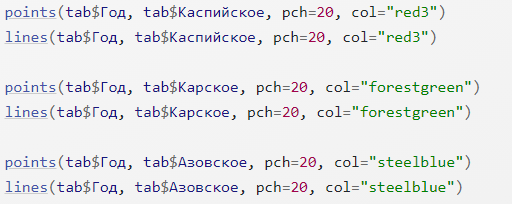 points(tab$Год, tab$Каспийское, pch=20, col="red3")
lines(tab$Год, tab$Каспийское, pch=20, col="red3")
points(tab$Год, tab$Карское, pch=20, col="forestgreen")
lines(tab$Год, tab$Карское, pch=20, col="forestgreen")
points(tab$Год, tab$Азовское, pch=20, col="steelblue")
lines(tab$Год, tab$Азовское, pch=20, col="steelblue")